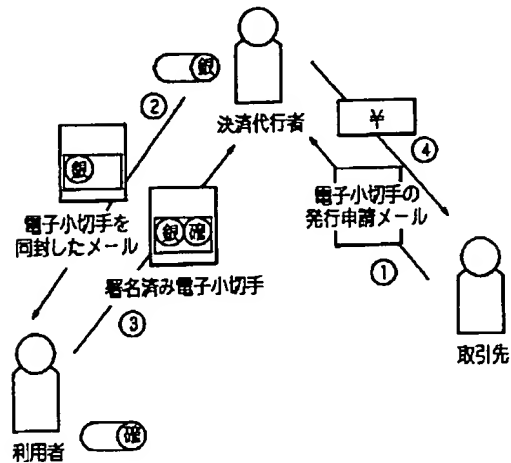 銀
決済代行者
②
¥
④
銀
電子小切手を
同封したメール
銀 確
署名済み電子小切手
電子小切手の
発行申請メール
①
③
取引先
利用者
確